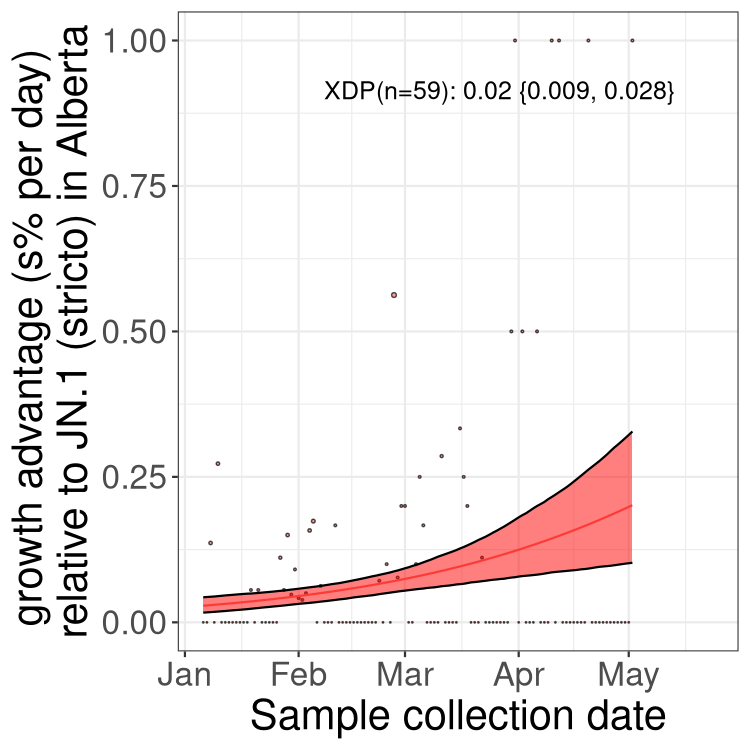 growth advantage (s% per day)
relative to JN.1 (stricto) in Alberta
1.00
0.75
0.50
0.25
0.00
XDP(n=59): 0.02 {0.009, 0.028}
Jan Feb Mar Apr May
Sample collection date